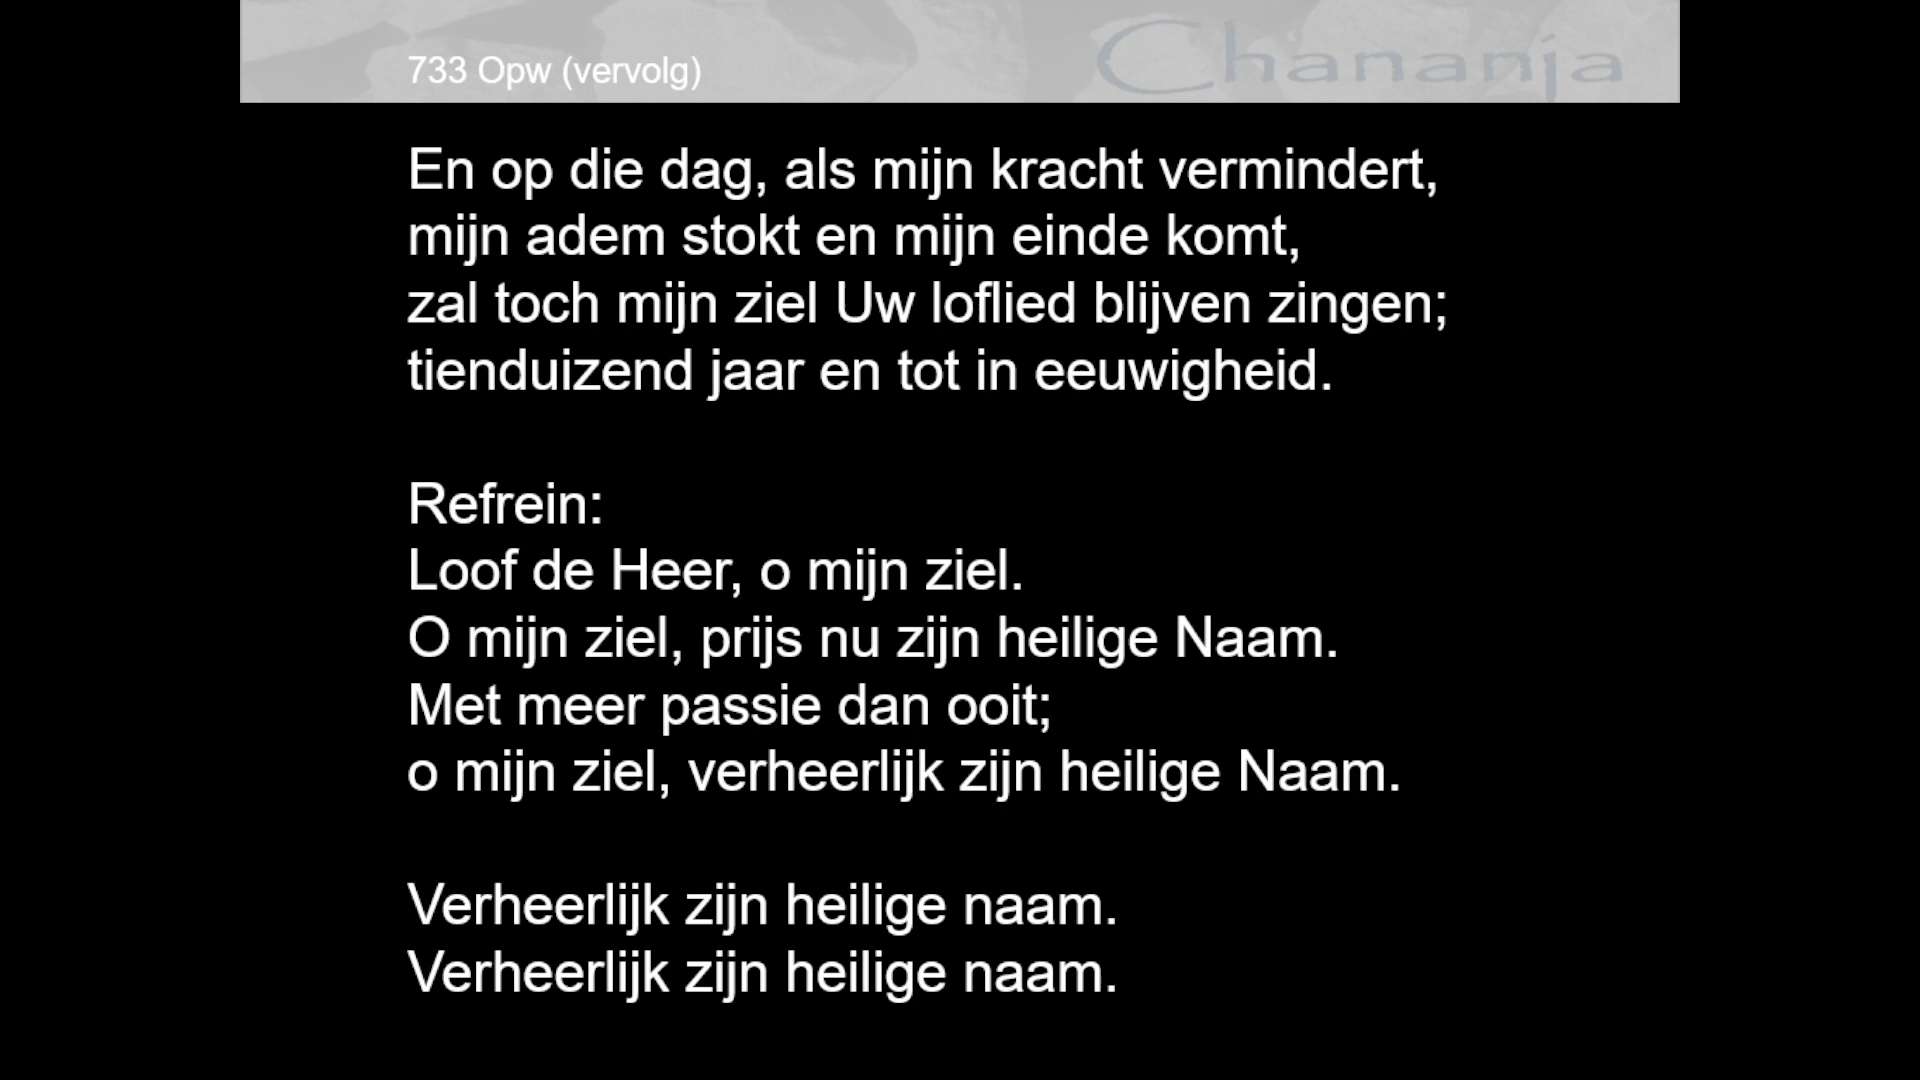 Chananja
733 Opw (vervolg)
En op die dag, als mijn kracht vermindert,
mijn adem stokt en mijn einde komt,
zal toch mijn ziel Uw loflied blijven zingen;
tienduizend jaar en tot in eeuwigheid.
Refrein:
Loof de Heer, o mijn ziel.
O mijn ziel, prijs nu zijn heilige Naam.
Met meer passie dan ooit;
o mijn ziel, verheerlijk zijn heilige Naam.
Verheerlijk zijn heilige naam.
Verheerlijk zijn heilige naam.